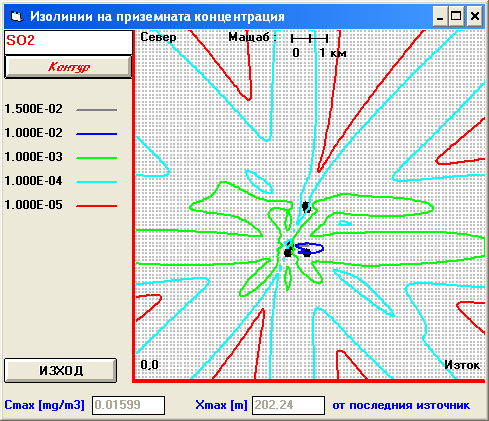 Изолинии на приземната концентрация
SO2
Контур
Север Мащаб :
0 1 км
1.500E-02
1.000E-02
1.000E-03
1.000E-04
1.000E-05
0,0 Изток
ИЗХОД
Cmax [mg/m3] 0.01599 Xmax [m] 202.24 от последния източник